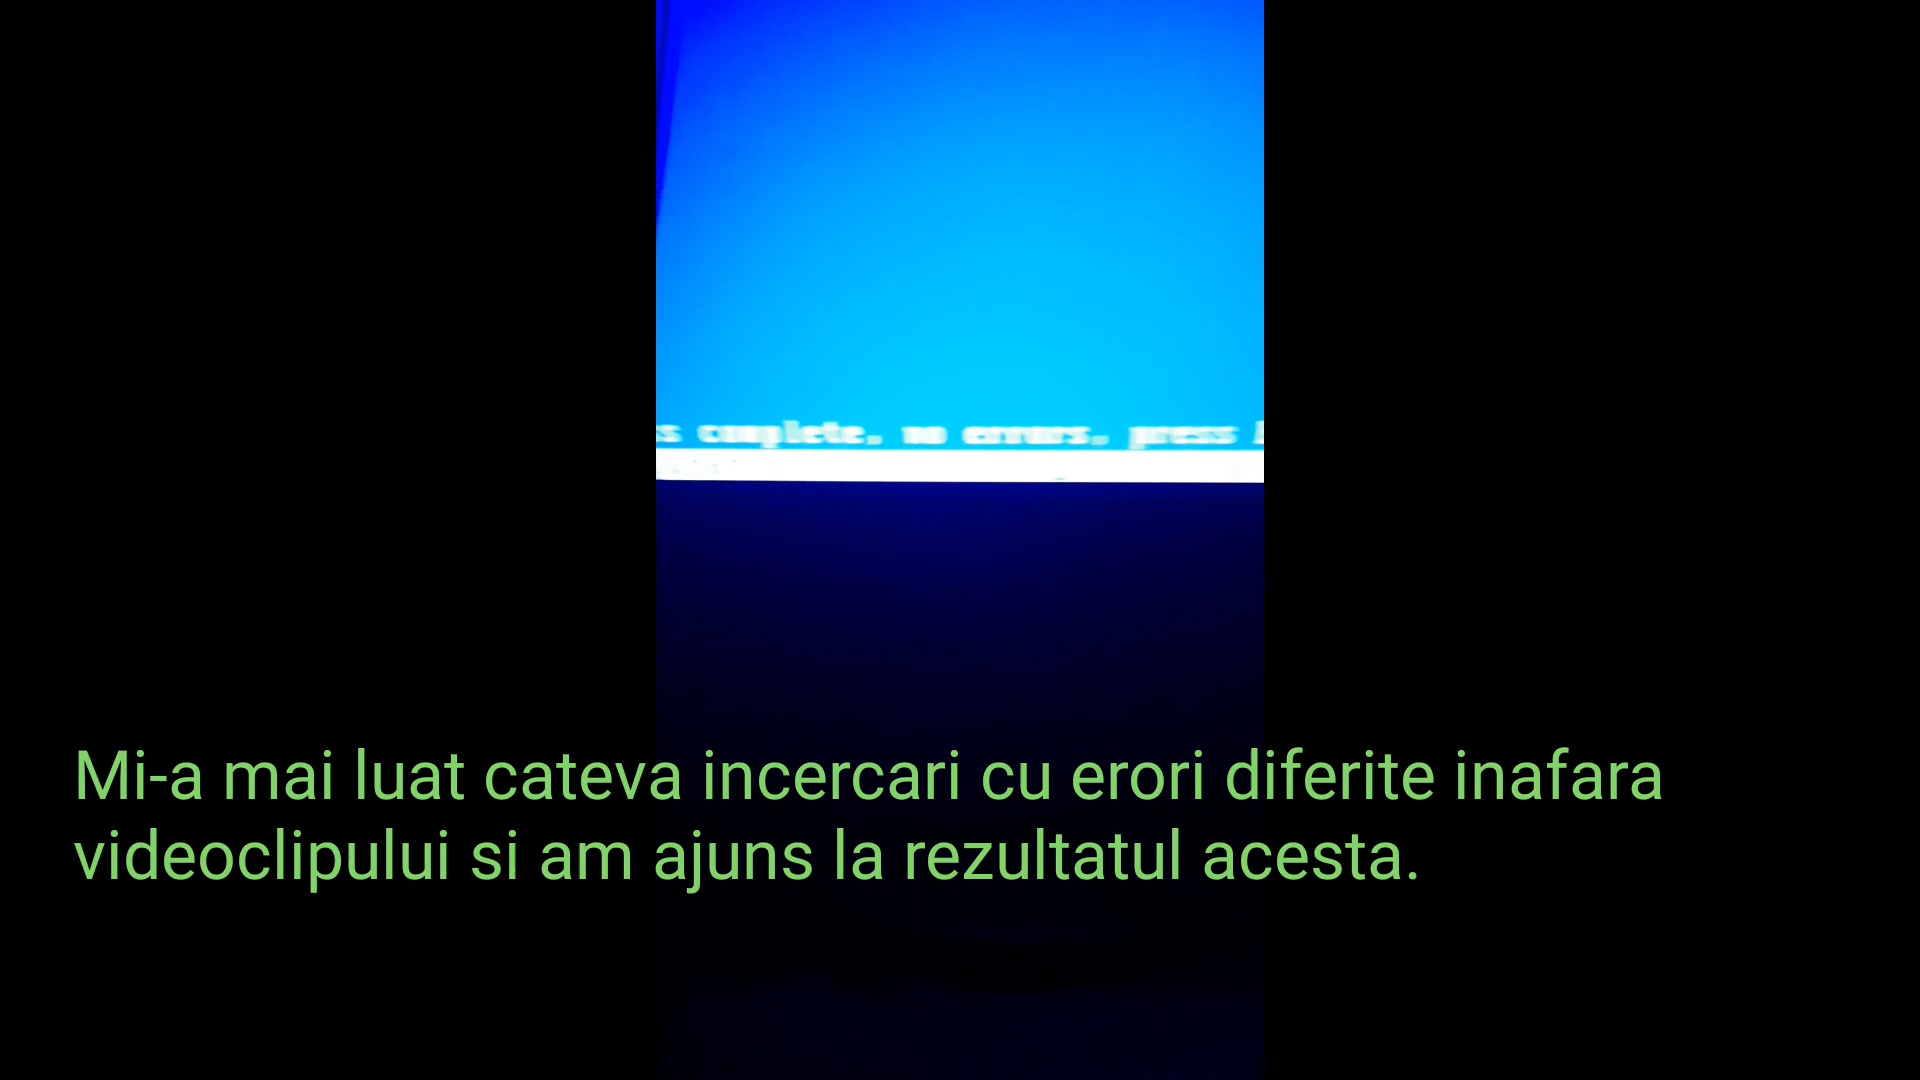 s complete, no errors, press
Mi-a mai luat cateva incercari cu erori diferite inafara
videoclipului si am ajuns la rezultatul acesta.